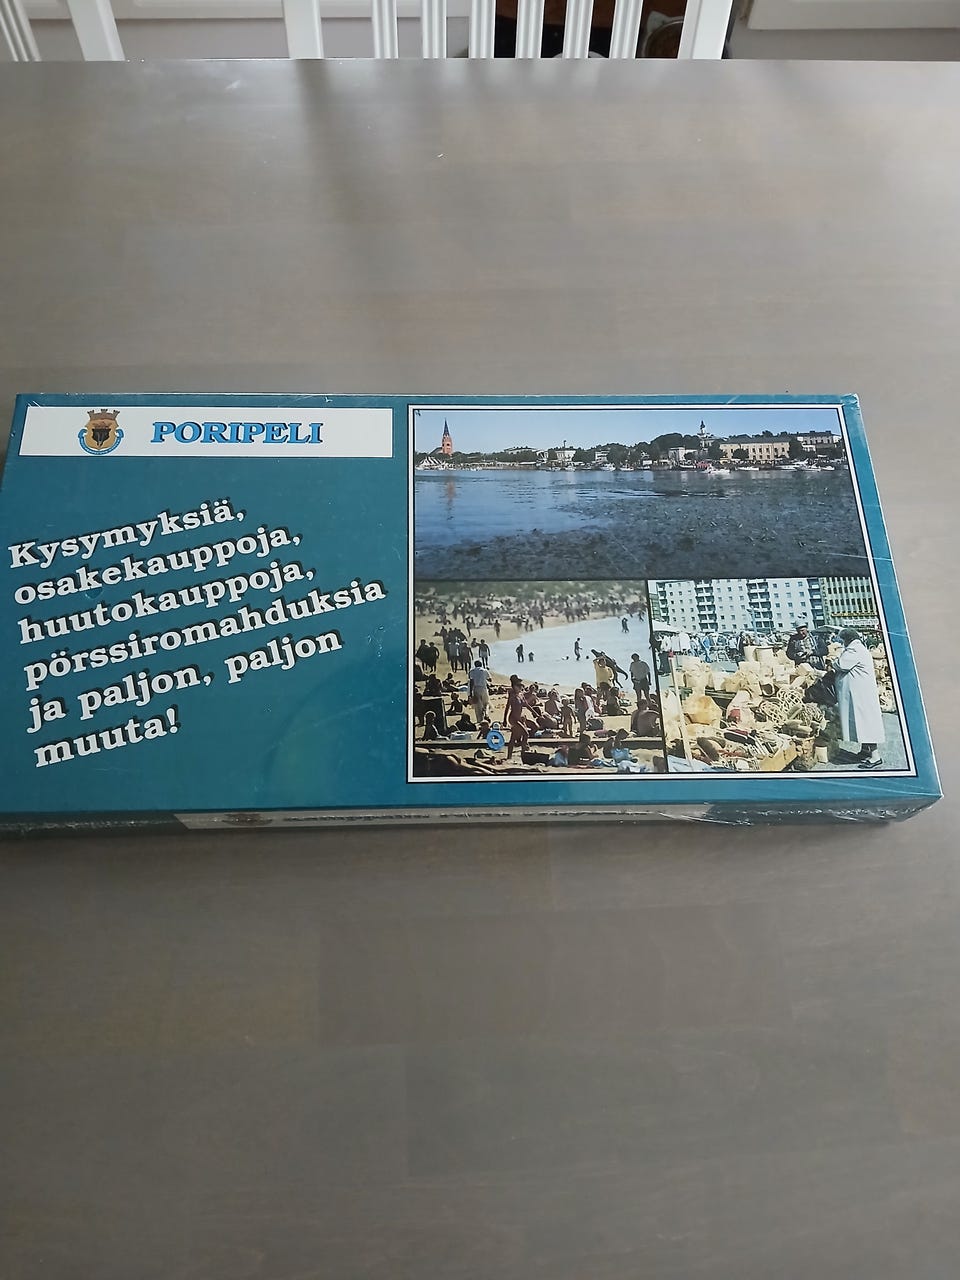 PORIPELI
Kysymyksiä,
osakekauppoja,
huutokauppoja,
pörssiromahduksia
ja paljon, paljon
muuta!